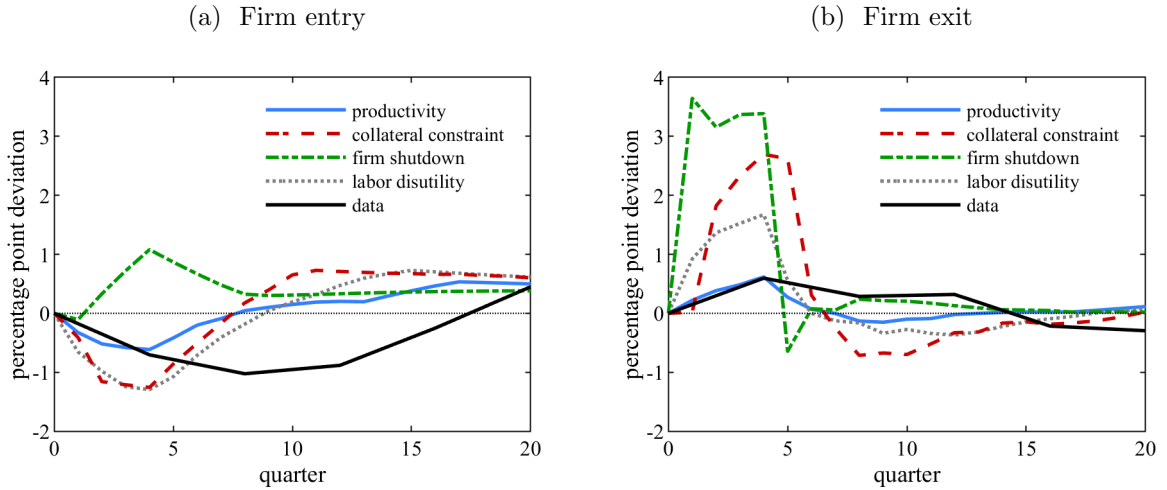 (a) Firm entry
4
3
2
1
0
-1
-2
0 5 10 15 20
percentage point deviation
quarter
productivity
collateral constraint
firm shutdown
labor disutility
data
(b) Firm exit
4
3
2
1
0
-1
-2
0 5 10 15 20
percentage point deviation
quarter
productivity
collateral constraint
firm shutdown
labor disutility
data